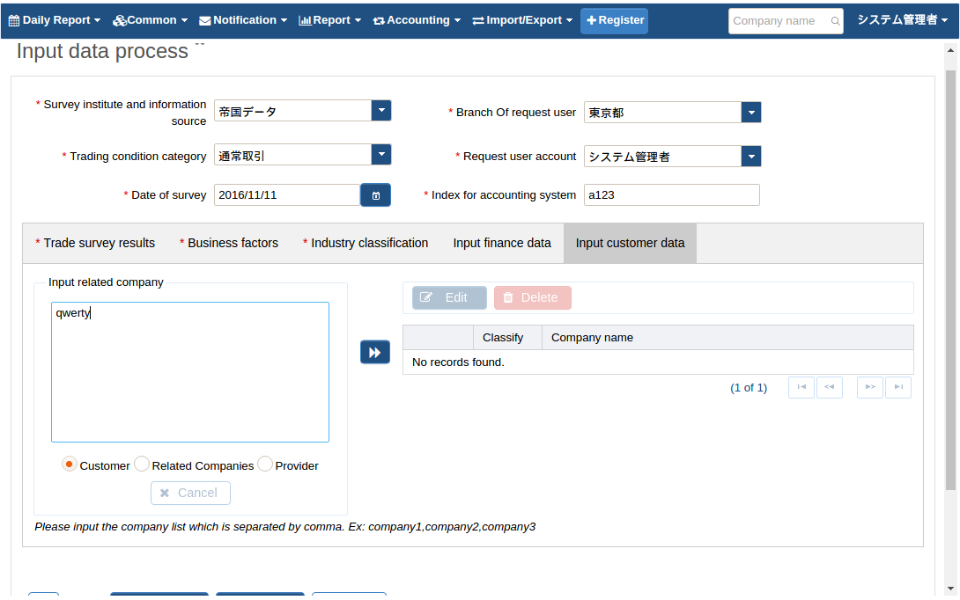 Daily Report Common Notification Report Accounting Import/Export Register Company name システム管理者
Input data process
* Survey institute and information source 帝国データ
* Branch Of request user 東京都
* Trading condition category 通常取引
* Request user account システム管理者
* Date of survey 2016/11/11
* Index for accounting system a123
* Trade survey results * Business factors * Industry classification Input finance data Input customer data
Input related company
qwerty
Edit Delete
Classify Company name
No records found.
(1 of 1)
Customer Related Companies Provider
Cancel
Please input the company list which is separated by comma. Ex: company1,company2,company3